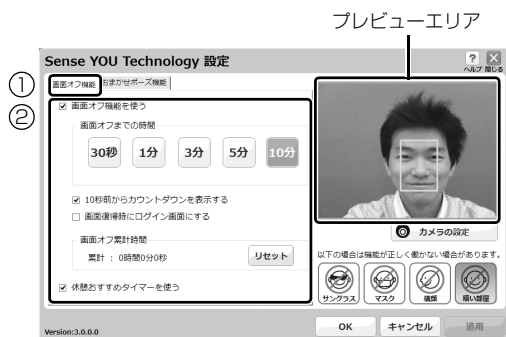 プレビューエリア
Sense YOU Technology 設定
ヘルプ 閉じる
① 画面オフ機能 おまかせポーズ機能
② 画面オフ機能を使う
画面オフまでの時間
30秒 1分 3分 5分 10分
10秒前からカウントダウンを表示する
画面復帰時にログイン画面にする
画面オフ累計時間
累計 : 0時間0分0秒 リセット
休憩おすすめタイマーを使う
カメラの設定
以下の場合は機能が正しく働かない場合があります。
サングラス マスク 横顔 暗い部屋
Version:3.0.0.0
OK キャンセル 適用